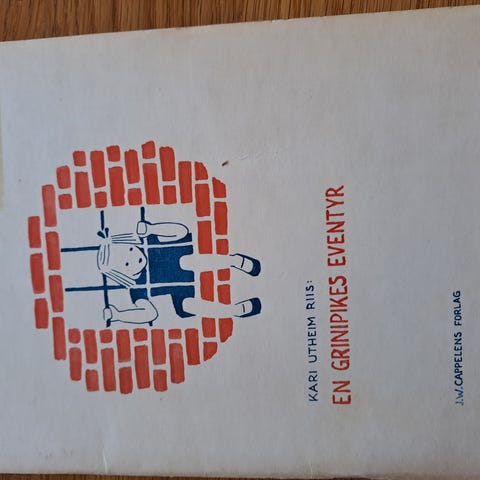 KARI UTHEIM RIIS:
EN GRINIPIKES EVENTYR
J.W. CAPPELENS FORLAG